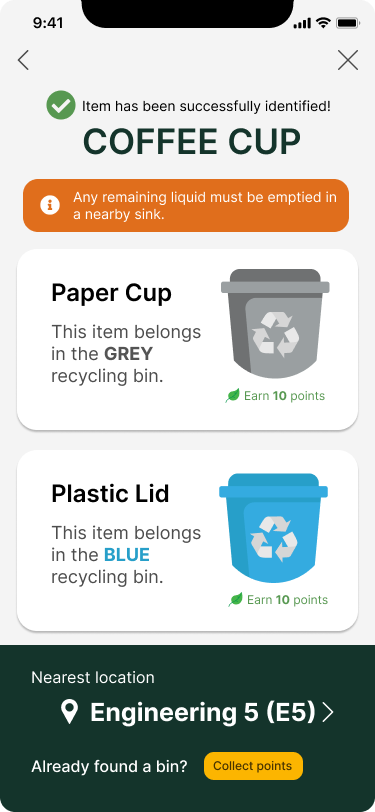 9:41
Item has been successfully identified!
COFFEE CUP
Any remaining liquid must be emptied in
a nearby sink.
Paper Cup
This item belongs
in the GREY
recycling bin.
Earn 10 points
Plastic Lid
This item belongs
in the BLUE
recycling bin.
Earn 10 points
Nearest location
Engineering 5 (E5)
Already found a bin?
Collect points